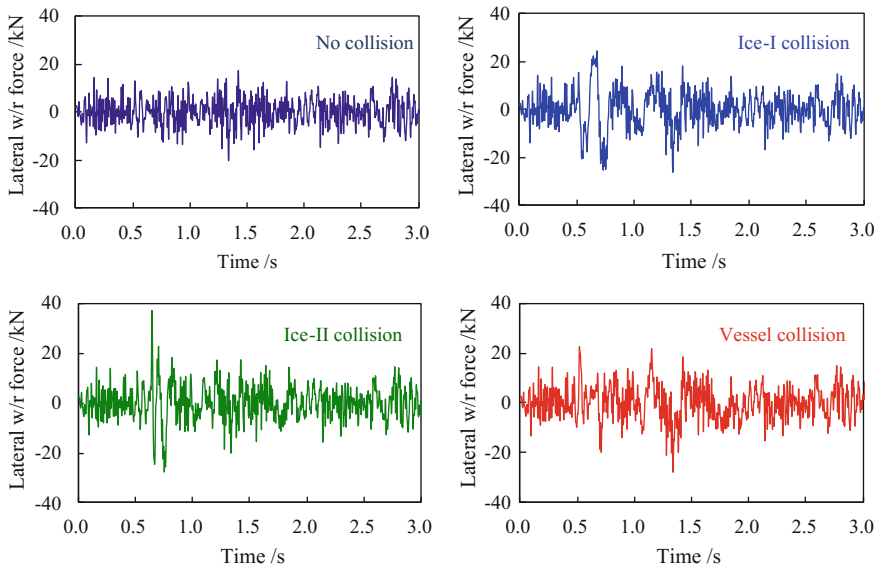 Lateral w/r force /kN
40
20
0
-20
-40
No collision
0.0 0.5 1.0 1.5 2.0 2.5 3.0
Time /s
Lateral w/r force /kN
40
20
0
-20
-40
Ice-I collision
0.0 0.5 1.0 1.5 2.0 2.5 3.0
Time /s
Lateral w/r force /kN
40
20
0
-20
-40
Ice-II collision
0.0 0.5 1.0 1.5 2.0 2.5 3.0
Time /s
Lateral w/r force /kN
40
20
0
-20
-40
Vessel collision
0.0 0.5 1.0 1.5 2.0 2.5 3.0
Time /s